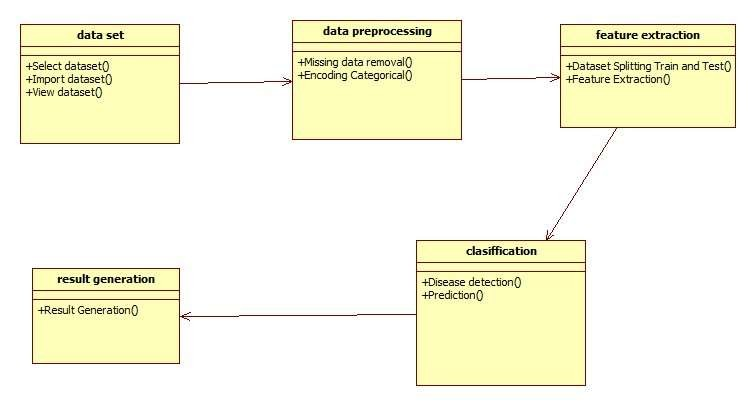 data set
+Select dataset()
+Import dataset()
+View dataset()
data preprocessing
+Missing data removal()
+Encoding Categorical()
feature extraction
+Dataset Splitting Train and Test()
+Feature Extraction()
clasiffication
+Disease detection()
+Prediction()
result generation
+Result Generation()